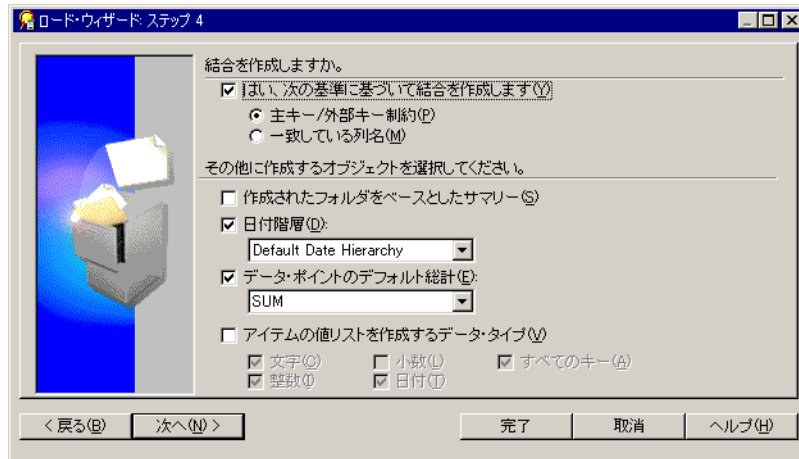 ロード・ウィザード: ステップ 4
結合を作成しますか。
はい、次の基準に基づいて結合を作成します(Y)
主キー/外部キー制約(P)
一致している列名(M)
その他に作成するオブジェクトを選択してください。
作成されたフォルダをベースとしたサマリー(S)
日付階層(D):
Default Date Hierarchy
データ・ポイントのデフォルト総計(E):
SUM
アイテムの値リストを作成するデータ・タイプ(V)
文字(C) 小数(L) すべてのキー(A)
整数(I) 日付(T)
< 戻る(B) 次へ(N) > 完了 取消 ヘルプ(H)